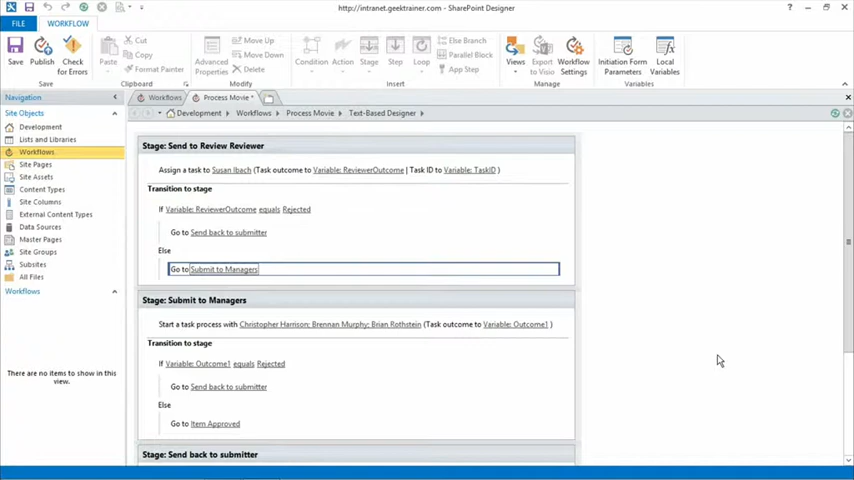 http://intranet.geektrainer.com - SharePoint Designer
FILE
WORKFLOW
Save
Publish
Check for Errors
Save
Paste
Cut
Copy
Format Painter
Clipboard
Advanced Properties
Move Up
Move Down
Delete
Modify
Condition
Action
Stage
Step
Loop
Else Branch
Parallel Block
App Step
Insert
Views
Export to Visio
Workflow Settings
Manage
Initiation Form Parameters
Local Variables
Variables
Navigation
Site Objects
Development
Lists and Libraries
Workflows
Site Pages
Site Assets
Content Types
Site Columns
External Content Types
Data Sources
Master Pages
Site Groups
Subsites
All Files
Workflows
There are no items to show in this
view.
Workflows
Process Movie *
Development
Workflows
Process Movie
Text-Based Designer
Stage: Send to Review Reviewer
Assign a task to Susan Ibach (Task outcome to Variable: ReviewerOutcome | Task ID to Variable: TaskID )
Transition to stage
If Variable: ReviewerOutcome equals Rejected
Go to Send back to submitter
Else
Go to Submit to Managers
Stage: Submit to Managers
Start a task process with Christopher Harrison; Brennan Murphy; Brian Rothstein (Task outcome to Variable: Outcome1 )
Transition to stage
If Variable: Outcome1 equals Rejected
Go to Send back to submitter
Else
Go to Item Approved
Stage: Send back to submitter